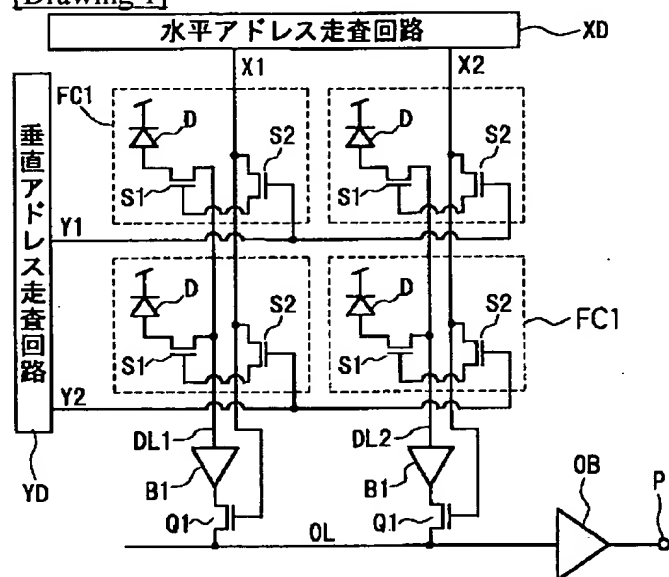 [Drawing 1]
水平アドレス走査回路
XD
X1
X2
FC1
D
D
S2
S2
S1
S1
垂直アドレス走査回路
Y1
D
D
S2
S2
FC1
S1
S1
Y2
DL1
DL2
YD
B1
B1
OB
P
Q1
Q1
OL